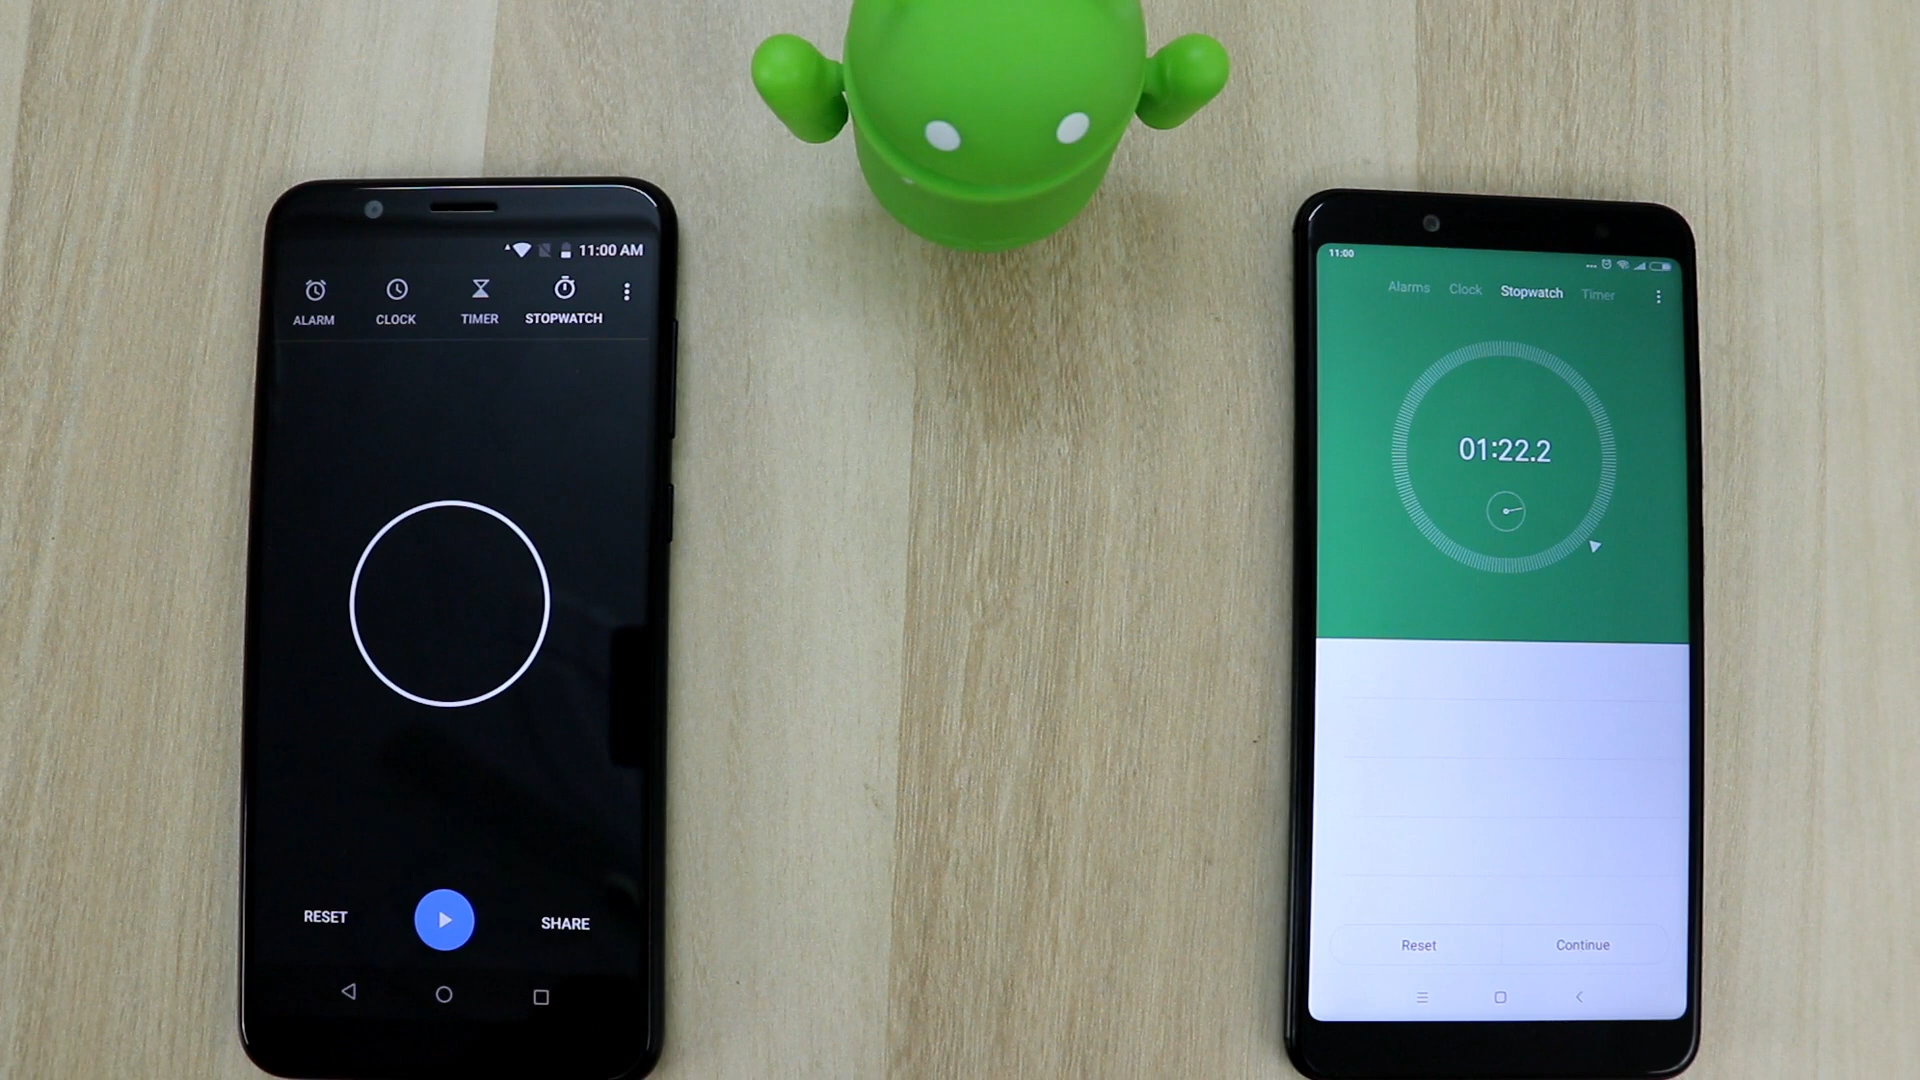 11:00 AM
ALARM CLOCK TIMER STOPWATCH
RESET SHARE
11:00
Alarms Clock Stopwatch Timer
01:22.2
Reset Continue